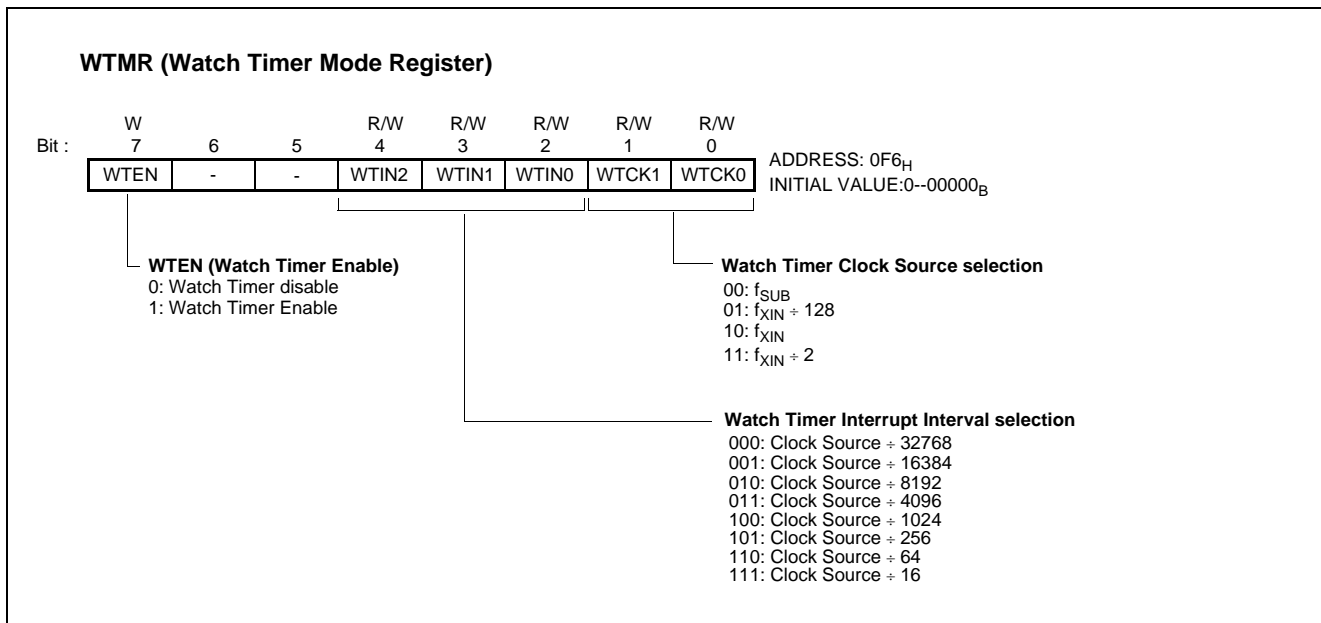 WTMR (Watch Timer Mode Register)
W R/W R/W R/W R/W R/W
Bit : 7 6 5 4 3 2 1 0
WTEN - - WTIN2 WTIN1 WTIN0 WTCK1 WTCK0
ADDRESS: 0F6H
INITIAL VALUE:0--00000B
WTEN (Watch Timer Enable)
0: Watch Timer disable
1: Watch Timer Enable
Watch Timer Clock Source selection
00: fSUB
01: fXIN ÷ 128
10: fXIN
11: fXIN ÷ 2
Watch Timer Interrupt Interval selection
000: Clock Source ÷ 32768
001: Clock Source ÷ 16384
010: Clock Source ÷ 8192
011: Clock Source ÷ 4096
100: Clock Source ÷ 1024
101: Clock Source ÷ 256
110: Clock Source ÷ 64
111: Clock Source ÷ 16